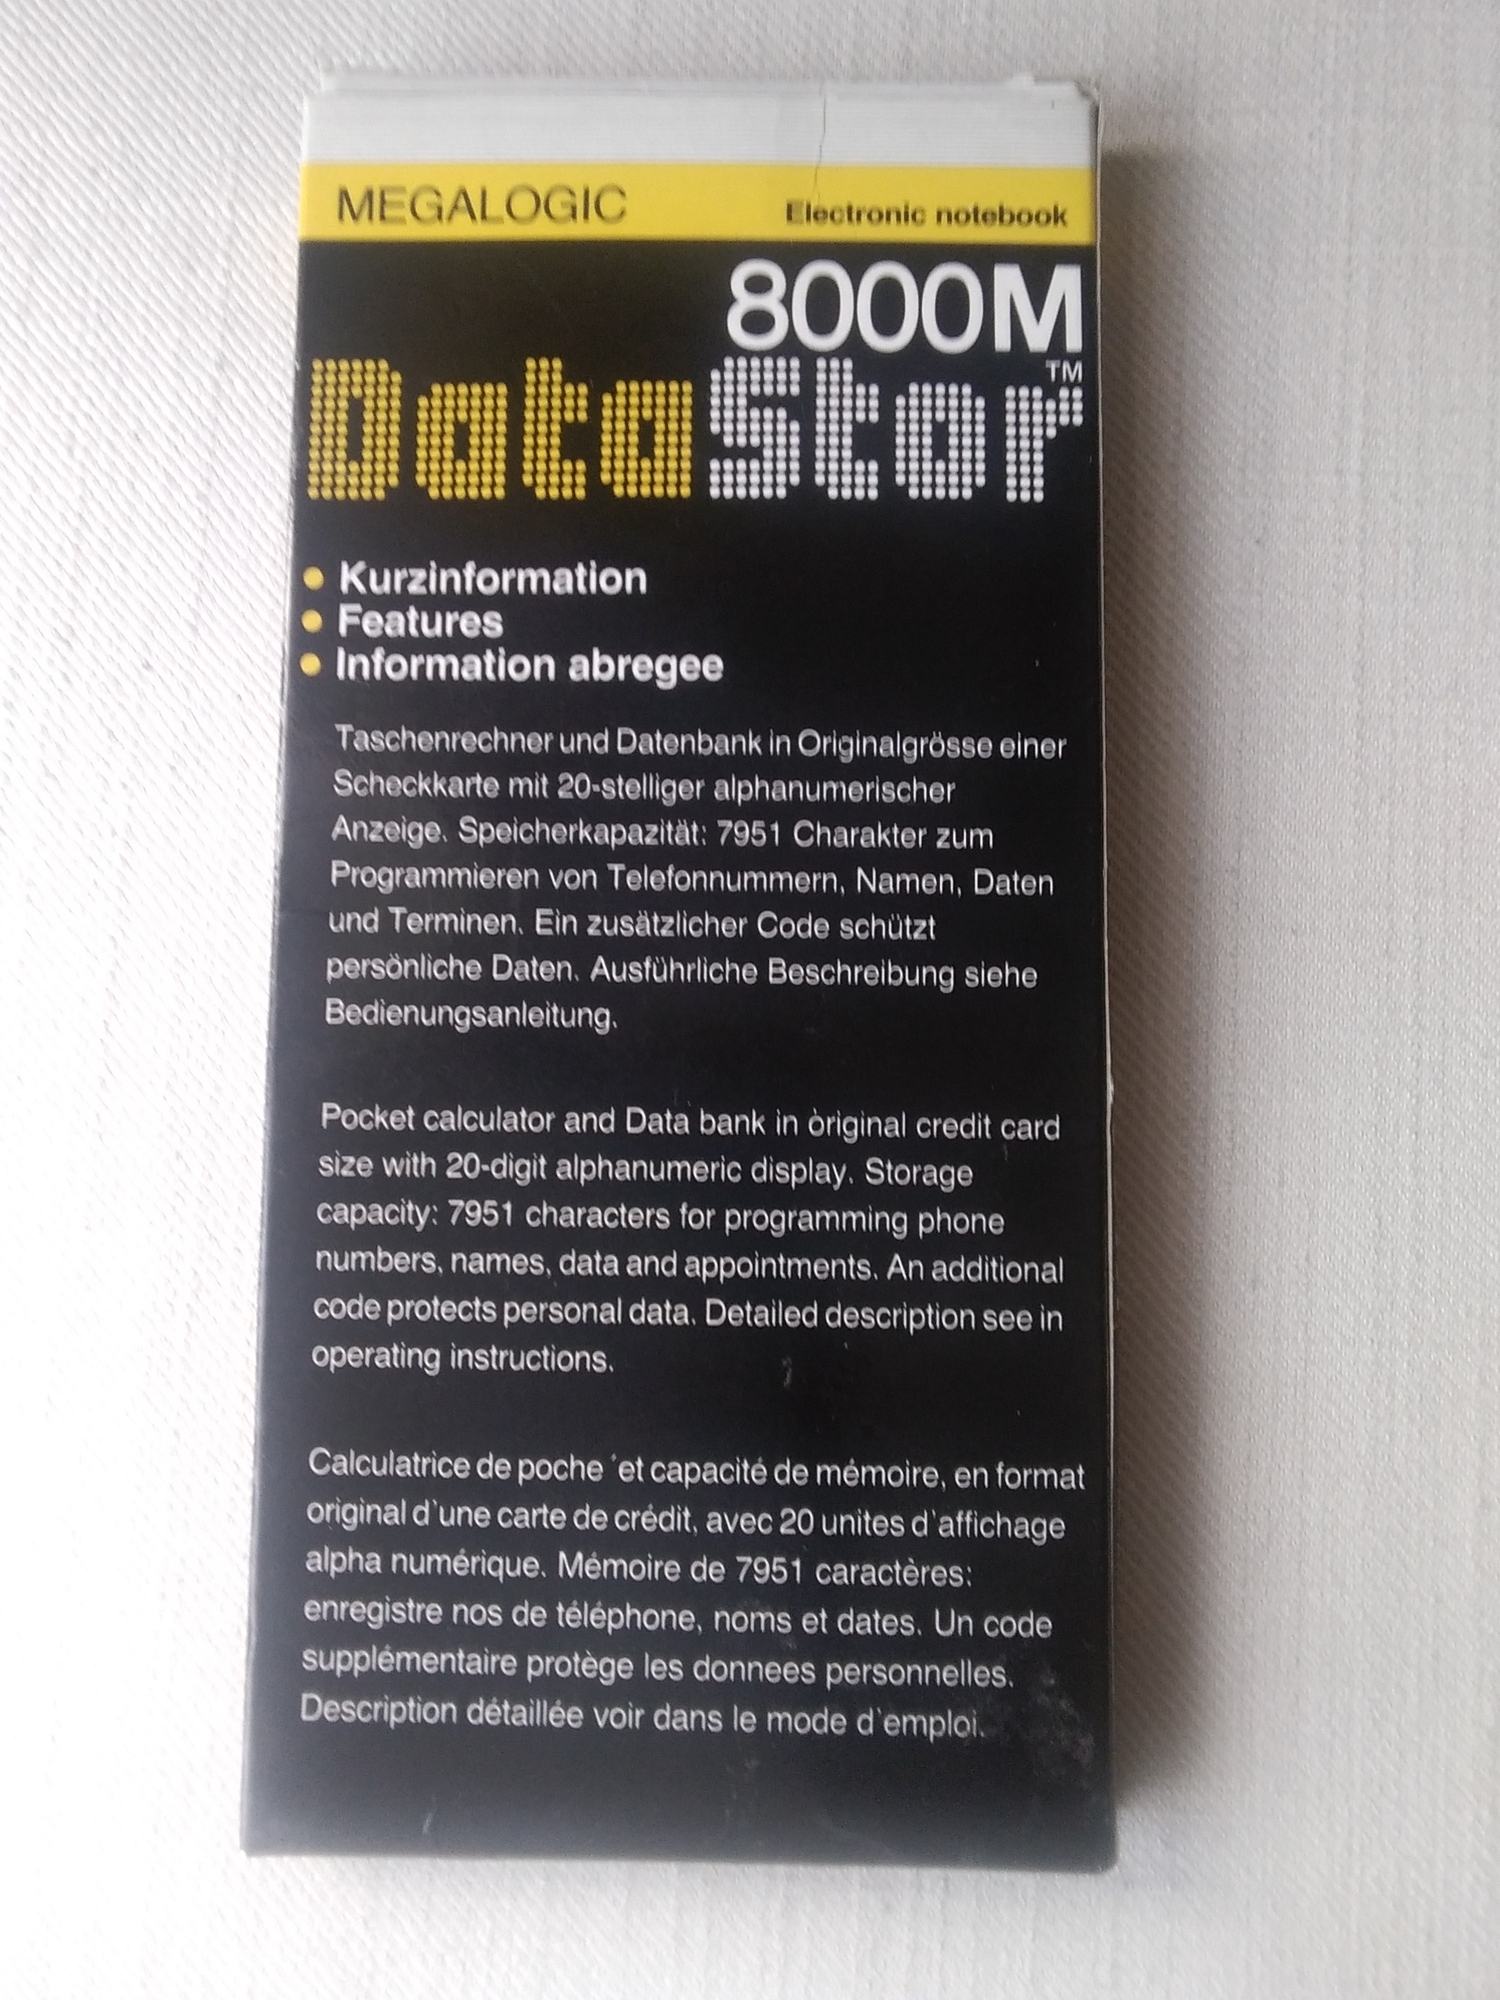 MEGALOGIC
Electronic notebook
8000M
DataStar™
• Kurzinformation
• Features
• Information abregee
Taschenrechner und Datenbank in Originalgrösse einer
Scheckkarte mit 20-stelliger alphanumerischer
Anzeige. Speicherkapazität: 7951 Charakter zum
Programmieren von Telefonnummern, Namen, Daten
und Terminen. Ein zusätzlicher Code schützt
persönliche Daten. Ausführliche Beschreibung siehe
Bedienungsanleitung.
Pocket calculator and Data bank in original credit card
size with 20-digit alphanumeric display. Storage
capacity: 7951 characters for programming phone
numbers, names, data and appointments. An additional
code protects personal data. Detailed description see in
operating instructions.
Calculatrice de poche ´et capacité de mémoire, en format
original d'une carte de crédit, avec 20 unites d'affichage
alpha numérique. Mémoire de 7951 caractères:
enregistre nos de téléphone, noms et dates. Un code
supplémentaire protège les donnees personnelles.
Description détaillée voir dans le mode d'emploi.